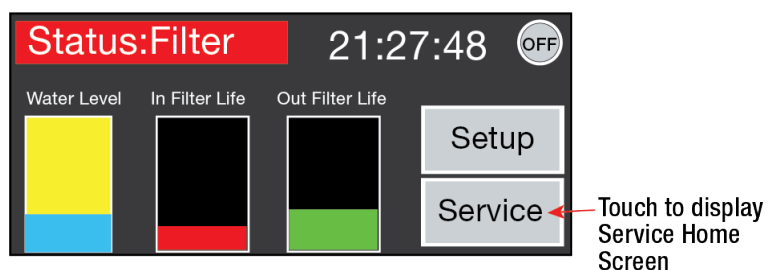 Status:Filter 21:27:48 OFF
Water Level In Filter Life Out Filter Life
Setup
Service
Touch to display
Service Home
Screen